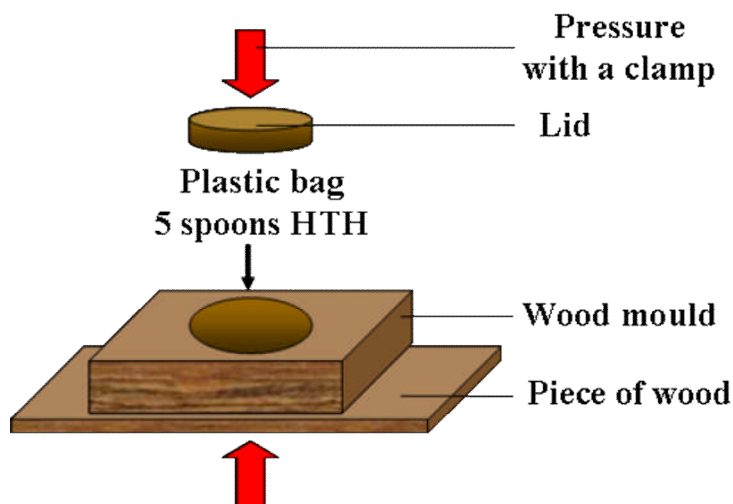 Pressure
with a clamp
Lid
Plastic bag
5 spoons HTH
Wood mould
Piece of wood